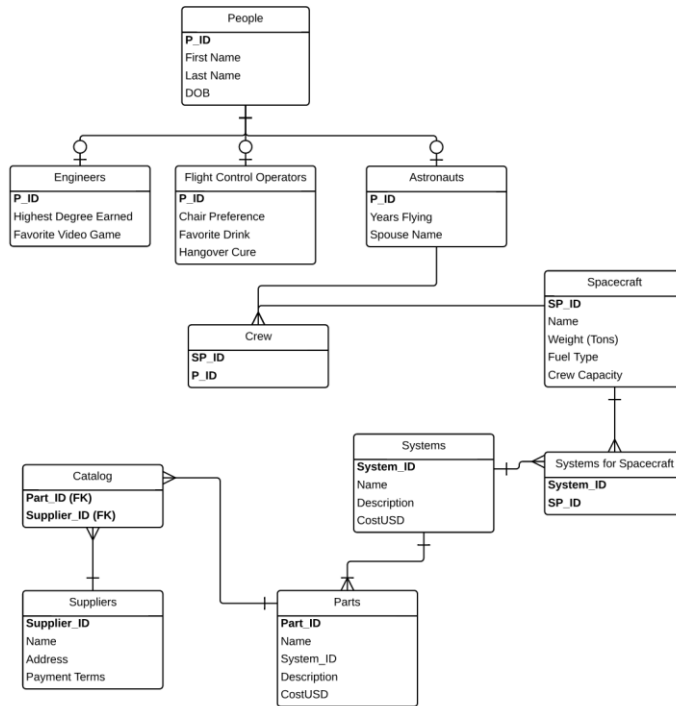 People
P_ID
First Name
Last Name
DOB
Engineers
P_ID
Highest Degree Earned
Favorite Video Game
Flight Control Operators
P_ID
Chair Preference
Favorite Drink
Hangover Cure
Astronauts
P_ID
Years Flying
Spouse Name
Spacecraft
SP_ID
Name
Weight (Tons)
Fuel Type
Crew Capacity
Crew
SP_ID
P_ID
Systems
System_ID
Name
Description
CostUSD
Systems for Spacecraft
System_ID
SP_ID
Catalog
Part_ID (FK)
Supplier_ID (FK)
Suppliers
Supplier_ID
Name
Address
Payment Terms
Parts
Part_ID
Name
System_ID
Description
CostUSD